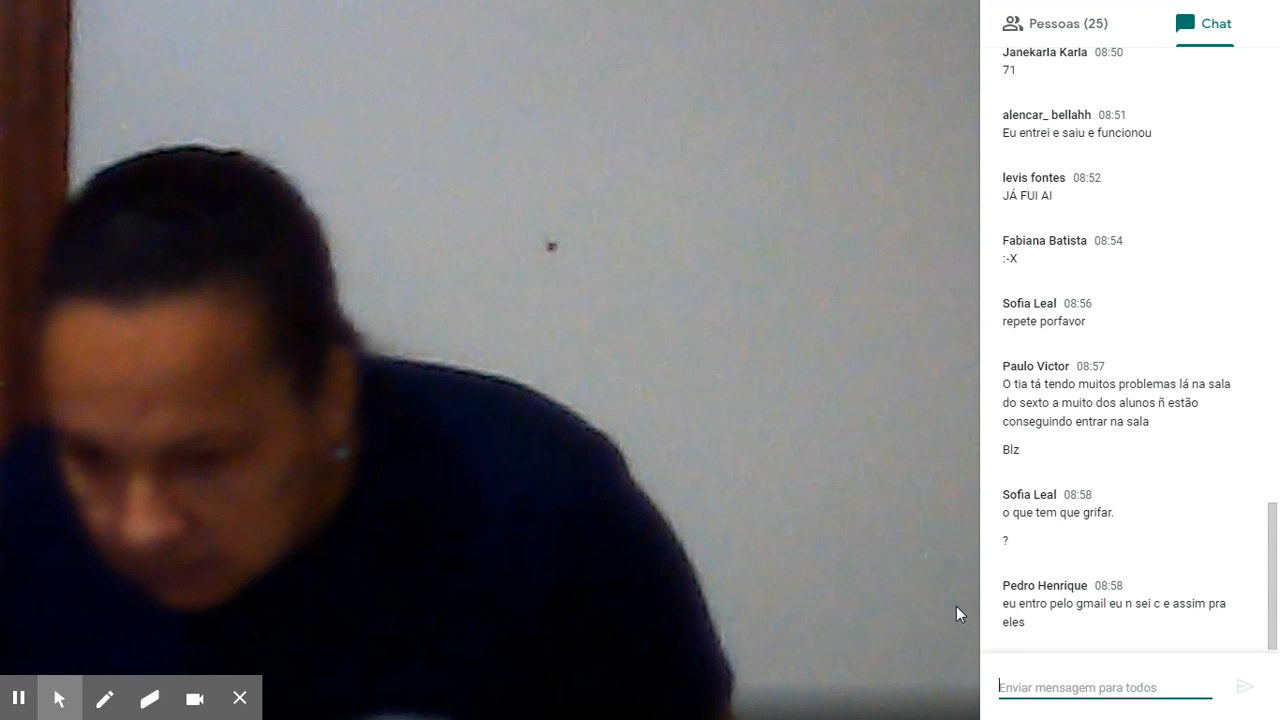 Pessoas (25)
Chat
Janekarla Karla 08:50
71
alencar_ bellahh 08:51
Eu entrei e saiu e funcionou
levis fontes 08:52
JÁ FUI AI
Fabiana Batista 08:54
:-X
Sofia Leal 08:56
repete porfavor
Paulo Victor 08:57
O tia tá tendo muitos problemas lá na sala
do sexto a muito dos alunos ñ estão
conseguindo entrar na sala
Blz
Sofia Leal 08:58
o que tem que grifar.
?
Pedro Henrique 08:58
eu entro pelo gmail eu n sei c e assim pra
eles
Enviar mensagem para todos